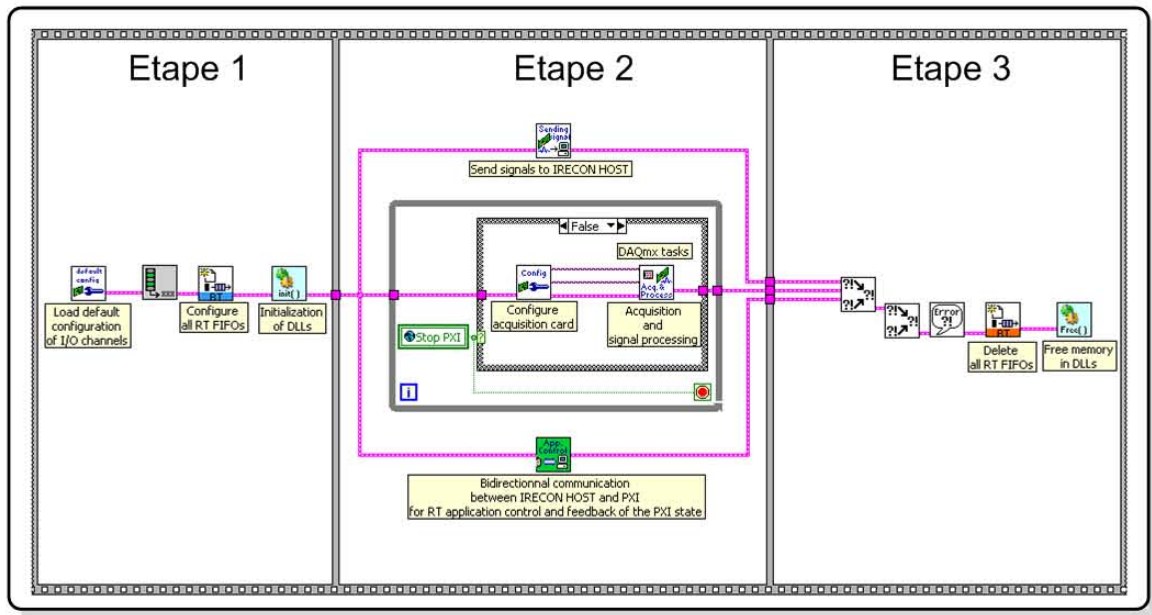 Etape 1
Etape 2
Etape 3
Sending
signal
Send signals to IRECON HOST
False
DAQmx tasks
default
config
RT
init()
Config
Acq.&
Process
Load default
configuration
of I/O channels
Configure
all RT FIFOs
Initialization
of DLLs
Configure
acquisition card
Acquisition
and
signal processing
Stop PXI
?
i
?! ?! ?!
?! ?! ?!
Error
?!
RT
Free()
Delete
all RT FIFOs
Free memory
in DLLs
App.
Control
Bidirectionnal communication
between IRECON HOST and PXI
for RT application control and feedback of the PXI state